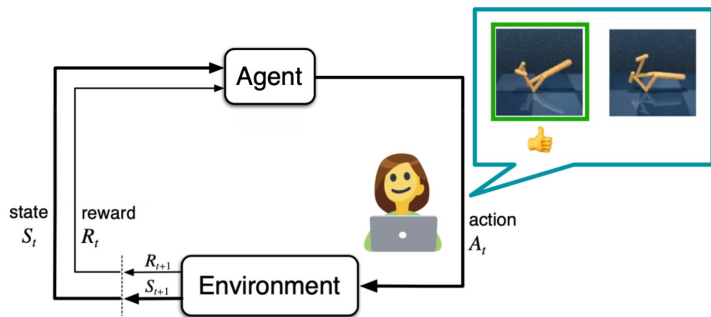 Agent
state
S_t
reward
R_t
action
A_t
R_{t+1}
S_{t+1}
Environment